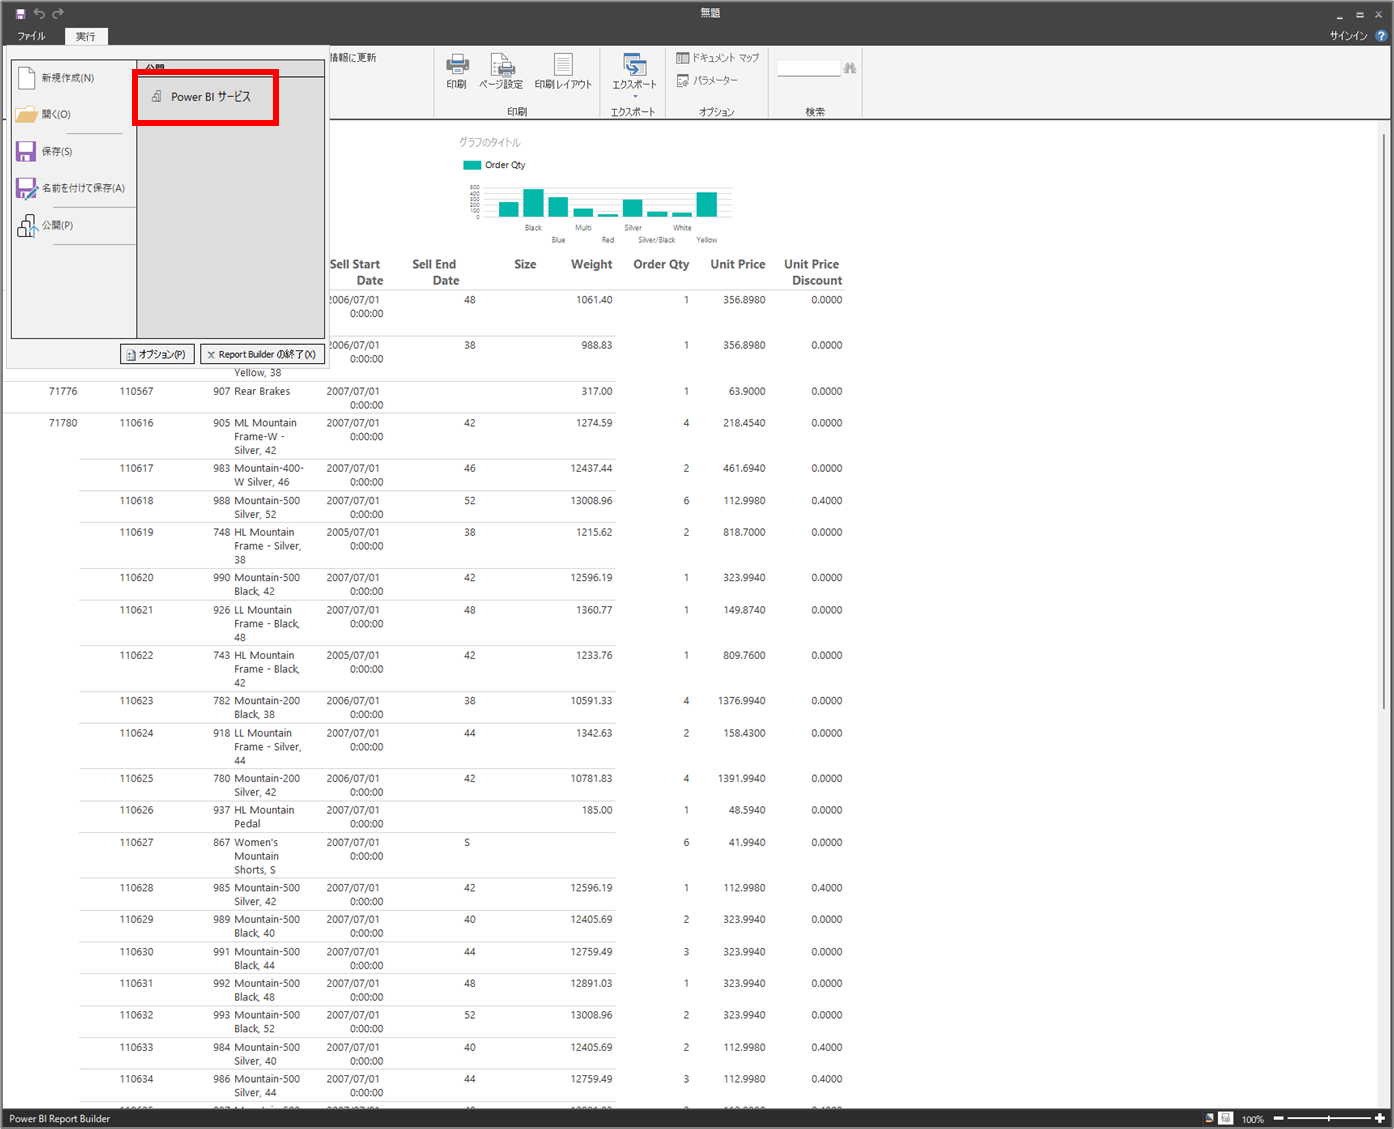 無題
ファイル 実行 サインイン
新規作成(N)
開く(O)
保存(S)
名前を付けて保存(A)
公開(P)
Power BI サービス
オプション(P) Report Builder の終了(X)
情報に更新
印刷 ページ設定 印刷レイアウト
印刷
エクスポート
エクスポート
ドキュメント マップ
パラメーター
オプション
検索
グラフのタイトル
Order Qty
500
400
300
200
100
0
Black Multi Silver White
Blue Red Silver/Black Yellow
Sell Start Sell End Size Weight Order Qty Unit Price Unit Price
Date Date Discount
2006/07/01 48 1061.40 1 356.8980 0.0000
0:00:00
2006/07/01 38 988.83 1 356.8980 0.0000
0:00:00
Yellow, 38
71776 110567 907 Rear Brakes 2007/07/01 317.00 1 63.9000 0.0000
0:00:00
71780 110616 905 ML Mountain 2007/07/01 42 1274.59 4 218.4540 0.0000
Frame-W - 0:00:00
Silver, 42
110617 983 Mountain-400- 2007/07/01 46 12437.44 2 461.6940 0.0000
W Silver, 46 0:00:00
110618 988 Mountain-500 2007/07/01 52 13008.96 6 112.9980 0.4000
Silver, 52 0:00:00
110619 748 HL Mountain 2005/07/01 38 1215.62 2 818.7000 0.0000
Frame - Silver, 0:00:00
38
110620 990 Mountain-500 2007/07/01 42 12596.19 1 323.9940 0.0000
Black, 42 0:00:00
110621 926 LL Mountain 2007/07/01 48 1360.77 1 149.8740 0.0000
Frame - Black, 0:00:00
48
110622 743 HL Mountain 2005/07/01 42 1233.76 1 809.7600 0.0000
Frame - Black, 0:00:00
42
110623 782 Mountain-200 2006/07/01 38 10591.33 4 1376.9940 0.0000
Black, 38 0:00:00
110624 918 LL Mountain 2007/07/01 44 1342.63 2 158.4300 0.0000
Frame - Silver, 0:00:00
44
110625 780 Mountain-200 2006/07/01 42 10781.83 4 1391.9940 0.0000
Silver, 42 0:00:00
110626 937 HL Mountain 2007/07/01 185.00 1 48.5940 0.0000
Pedal 0:00:00
110627 867 Women's 2007/07/01 S 6 41.9940 0.0000
Mountain 0:00:00
Shorts, S
110628 985 Mountain-500 2007/07/01 42 12596.19 1 112.9980 0.4000
Silver, 42 0:00:00
110629 989 Mountain-500 2007/07/01 40 12405.69 2 323.9940 0.0000
Black, 40 0:00:00
110630 991 Mountain-500 2007/07/01 44 12759.49 3 323.9940 0.0000
Black, 44 0:00:00
110631 992 Mountain-500 2007/07/01 48 12891.03 1 323.9940 0.0000
Black, 48 0:00:00
110632 993 Mountain-500 2007/07/01 52 13008.96 2 323.9940 0.0000
Black, 52 0:00:00
110633 984 Mountain-500 2007/07/01 40 12405.69 2 112.9980 0.4000
Silver, 40 0:00:00
110634 986 Mountain-500 2007/07/01 44 12759.49 3 112.9980 0.4000
Silver, 44 0:00:00
Power BI Report Builder 100%